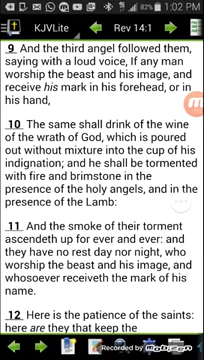 82% 1:02 PM
KJVLite Rev 14:1
9 And the third angel followed them,
saying with a loud voice, If any man
worship the beast and his image, and
receive his mark in his forehead, or in
his hand,
10 The same shall drink of the wine
of the wrath of God, which is poured
out without mixture into the cup of his
indignation; and he shall be tormented
with fire and brimstone in the
presence of the holy angels, and in the
presence of the Lamb:
11 And the smoke of their torment
ascendeth up for ever and ever: and
they have no rest day nor night, who
worship the beast and his image, and
whosoever receiveth the mark of his
name.
12 Here is the patience of the
saints: here are they that keep the
Recorded by mobizen